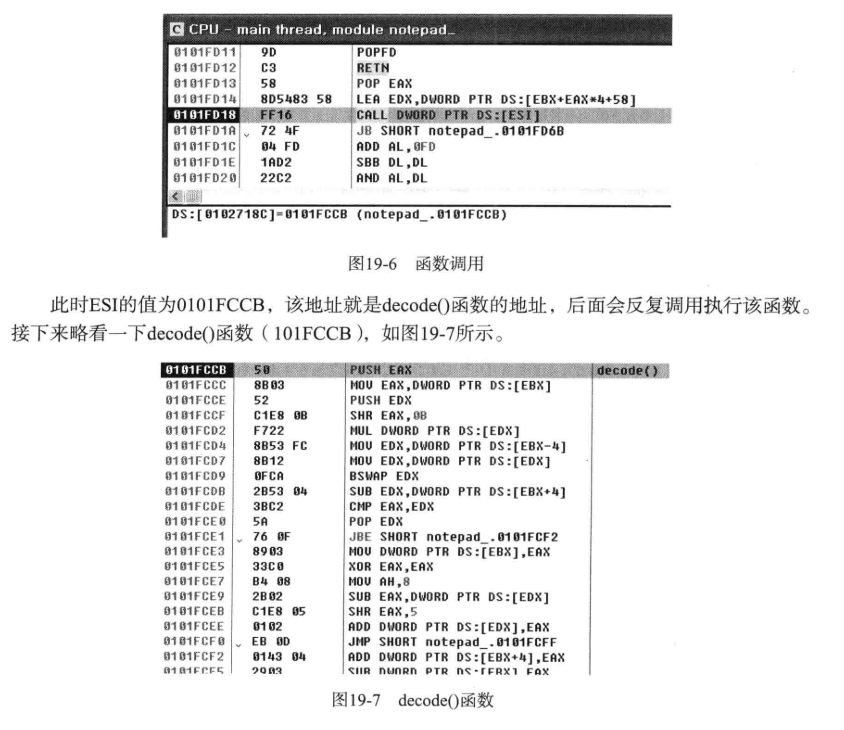 C CPU - main thread, module notepad_
0101FD11 9D POPFD
0101FD12 C3 RETN
0101FD13 58 POP EAX
0101FD14 8D5483 58 LEA EDX,DWORD PTR DS:[EBX+EAX*4+58]
0101FD18 FF16 CALL DWORD PTR DS:[ESI]
0101FD1A 72 4F JB SHORT notepad_.0101FD6B
0101FD1C 04 FD ADD AL,0FD
0101FD1E 1AD2 SBB DL,DL
0101FD20 22C2 AND AL,DL
DS:[0102718C]=0101FCCB (notepad_.0101FCCB)
图19-6 函数调用
此时ESI的值为0101FCCB，该地址就是decode()函数的地址，后面会反复调用执行该函数。
接下来略看一下decode()函数（101FCCB），如图19-7所示。
0101FCCB 50 PUSH EAX decode()
0101FCCC 8B03 MOV EAX,DWORD PTR DS:[EBX]
0101FCCE 52 PUSH EDX
0101FCCF C1E8 0B SHR EAX,0B
0101FCD2 F722 MUL DWORD PTR DS:[EDX]
0101FCD4 8B53 FC MOV EDX,DWORD PTR DS:[EBX-4]
0101FCD7 8B12 MOV EDX,DWORD PTR DS:[EDX]
0101FCD9 0FCA BSWAP EDX
0101FCDB 2B53 04 SUB EDX,DWORD PTR DS:[EBX+4]
0101FCDE 3BC2 CMP EAX,EDX
0101FCE0 5A POP EDX
0101FCE1 76 0F JBE SHORT notepad_.0101FCF2
0101FCE3 8903 MOV DWORD PTR DS:[EBX],EAX
0101FCE5 33C0 XOR EAX,EAX
0101FCE7 B4 08 MOV AH,8
0101FCE9 2B02 SUB EAX,DWORD PTR DS:[EDX]
0101FCEB C1E8 05 SHR EAX,5
0101FCEE 0102 ADD DWORD PTR DS:[EDX],EAX
0101FCF0 EB 0D JMP SHORT notepad_.0101FCFF
0101FCF2 0143 04 ADD DWORD PTR DS:[EBX+4],EAX
0101FCF5 2903 SUB DWORD PTR DS:[EBX],EAX
图19-7 decode()函数